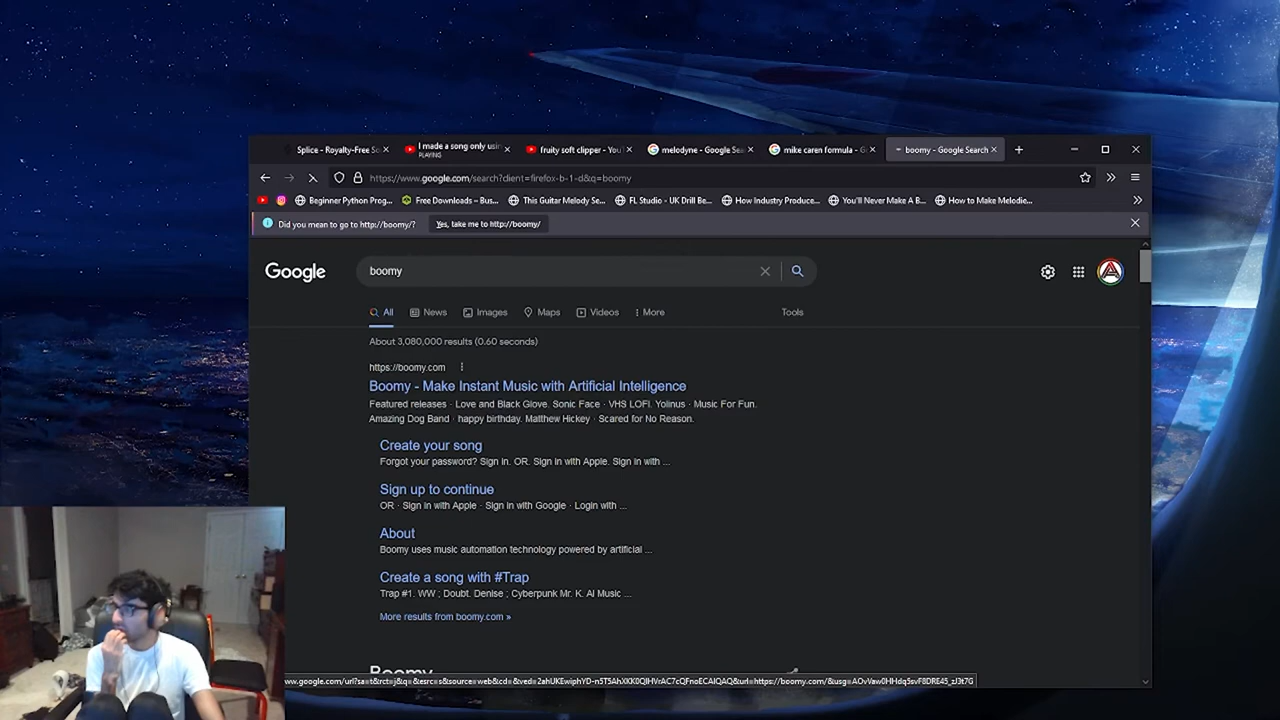 Splice - Royalty-Free So
I made a song only usin
PLAYING
fruity soft clipper - You
melodyne - Google Sea
mike caren formula - G
boomy - Google Search
https://www.google.com/search?client=firefox-b-1-d&q=boomy
Beginner Python Prog...
Free Downloads – Bus...
This Guitar Melody Se...
FL Studio - UK Drill Be...
How Industry Produce...
You'll Never Make A B...
How to Make Melodie...
Did you mean to go to http://boomy/?
Yes, take me to http://boomy/
Google
boomy
All
News
Images
Maps
Videos
More
Tools
About 3,080,000 results (0.60 seconds)
https://boomy.com
Boomy - Make Instant Music with Artificial Intelligence
Featured releases · Love and Black Glove. Sonic Face · VHS LOFI. Yolinus · Music For Fun.
Amazing Dog Band · happy birthday. Matthew Hickey · Scared for No Reason.
Create your song
Forgot your password? Sign in. OR. Sign in with Apple. Sign in with ...
Sign up to continue
OR · Sign in with Apple · Sign in with Google · Login with ...
About
Boomy uses music automation technology powered by artificial ...
Create a song with #Trap
Trap #1. WW ; Doubt. Denise ; Cyberpunk Mr. K. AI Music ...
More results from boomy.com »
Boomy